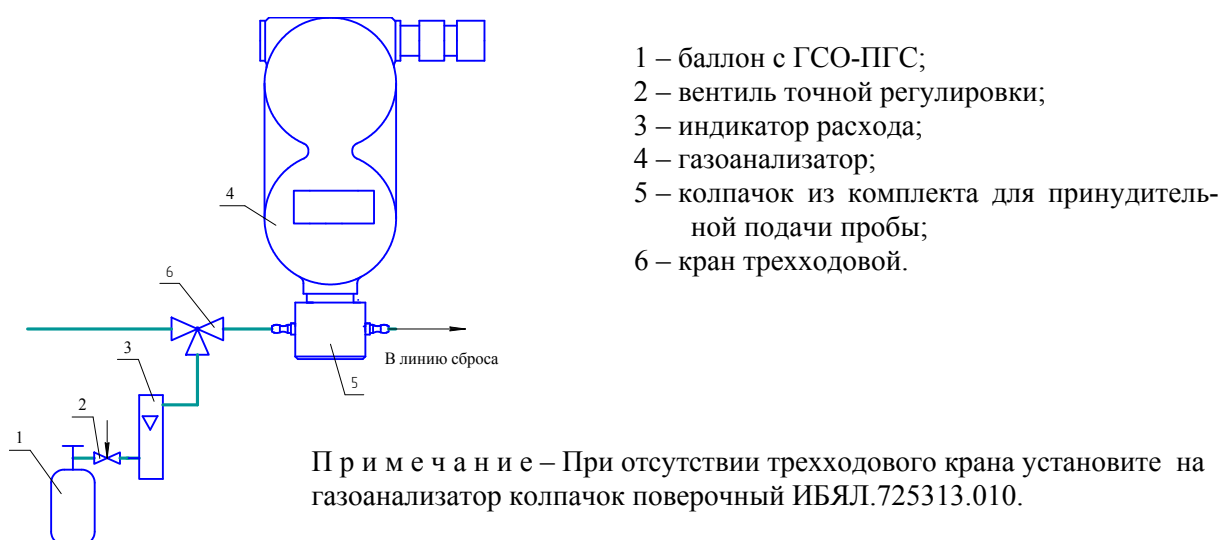 1 – баллон с ГСО-ПГС;
2 – вентиль точной регулировки;
3 – индикатор расхода;
4 – газоанализатор;
5 – колпачок из комплекта для принудитель-
ной подачи пробы;
6 – кран трехходовой.
4
6
3
В линию сброса
5
2
1
П р и м е ч а н и е – При отсутствии трехходового крана установите на
газоанализатор колпачок поверочный ИБЯЛ.725313.010.